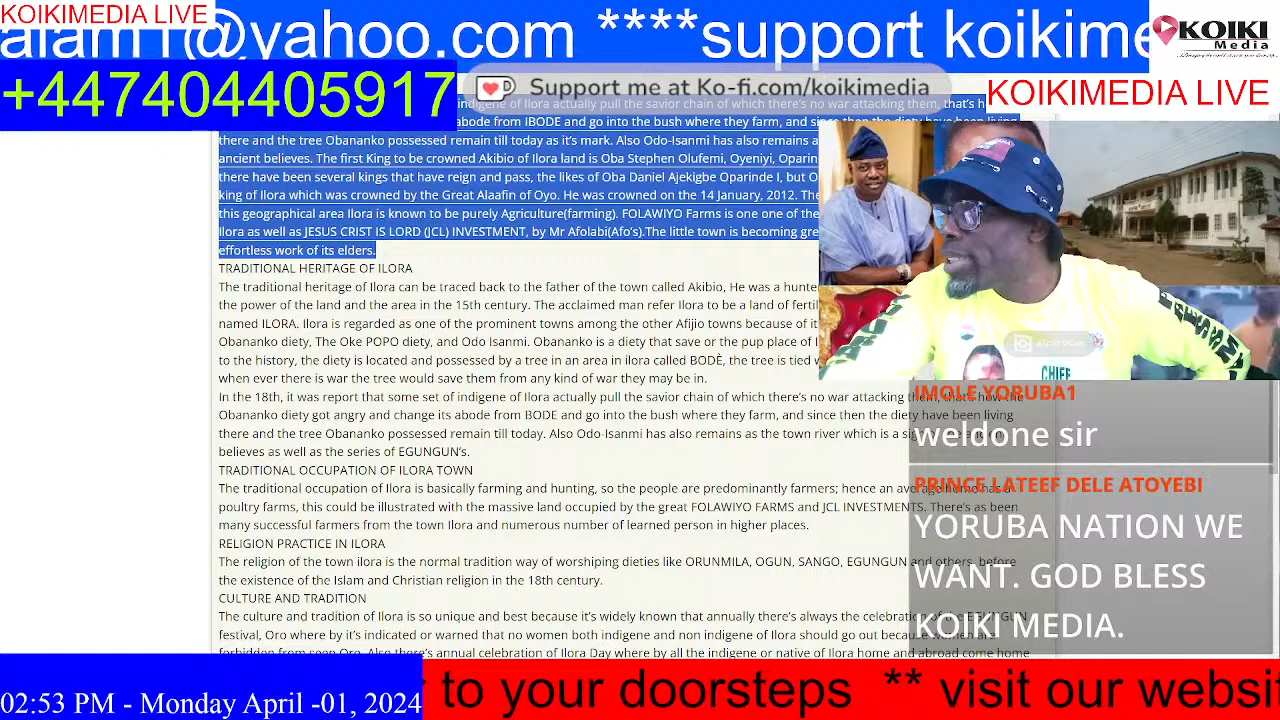 KOIKIMEDIA LIVE
alam1@yahoo.com ****support koikime
KOIKI
Media
+447404405917
Support me at Ko-fi.com/koikimedia
KOIKIMEDIA LIVE
indigene of Ilora actually pull the savior chain of which there's no war attacking them, that's
abode from IBODE and go into the bush where they farm, and since then the diety have been living
there and the tree Obananko possessed remain till today as it's mark. Also Odo-Isanmi has also remains a
ancient believes. The first King to be crowned Akibio of Ilora land is Oba Stephen Olufemi, Oyeniyi, Oparin
there have been several kings that have reign and pass, the likes of Oba Daniel Ajekigbe Oparinde I, but O
king of Ilora which was crowned by the Great Alaafin of Oyo. He was crowned on the 14 January, 2012. The
this geographical area Ilora is known to be purely Agriculture(farming). FOLAWIYO Farms is one one of the
Ilora as well as JESUS CRIST IS LORD (JCL) INVESTMENT, by Mr Afolabi(Afo's).The little town is becoming gre
effortless work of its elders.
TRADITIONAL HERITAGE OF ILORA
The traditional heritage of Ilora can be traced back to the father of the town called Akibio, He was a hunte
the power of the land and the area in the 15th century. The acclaimed man refer Ilora to be a land of fertil
named ILORA. Ilora is regarded as one of the prominent towns among the other Afijio towns because of it
Obananko diety, The Oke POPO diety, and Odo Isanmi. Obananko is a diety that save or the pup place of I
to the history, the diety is located and possessed by a tree in an area in ilora called BODÈ, the tree is tied w
when ever there is war the tree would save them from any kind of war they may be in.
In the 18th, it was report that some set of indigene of Ilora actually pull the savior chain of which there's no war attacking them, that's how the
Obananko diety got angry and change its abode from BODE and go into the bush where they farm, and since then the diety have been living
there and the tree Obananko possessed remain till today. Also Odo-Isanmi has also remains as the town river which is a
believes as well as the series of EGUNGUN's.
TRADITIONAL OCCUPATION OF ILORA TOWN
The traditional occupation of Ilora is basically farming and hunting, so the people are predominantly farmers; hence an average home has a
poultry farms, this could be illustrated with the massive land occupied by the great FOLAWIYO FARMS and JCL INVESTMENTS. There's as been
many successful farmers from the town Ilora and numerous number of learned person in higher places.
RELIGION PRACTICE IN ILORA
The religion of the town ilora is the normal tradition way of worshiping dieties like ORUNMILA, OGUN, SANGO, EGUNGUN and others, before
the existence of the Islam and Christian religion in the 18th century.
CULTURE AND TRADITION
The culture and tradition of Ilora is so unique and best because it's widely known that annually there's always the celebration of the EGUNGUN
festival, Oro where by it's indicated or warned that no women both indigene and non indigene of Ilora should go out because women are
forbidden from seen Oro. Also there's annual celebration of Ilora Day where by all the indigene or native of Ilora home and abroad come home
CHIEF
IMOLE YORUBA1
weldone sir
PRINCE LATEEF DELE ATOYEBI
YORUBA NATION WE
WANT. GOD BLESS
KOIKI MEDIA.
02:53 PM - Monday April -01, 2024
to your doorsteps ** visit our websi